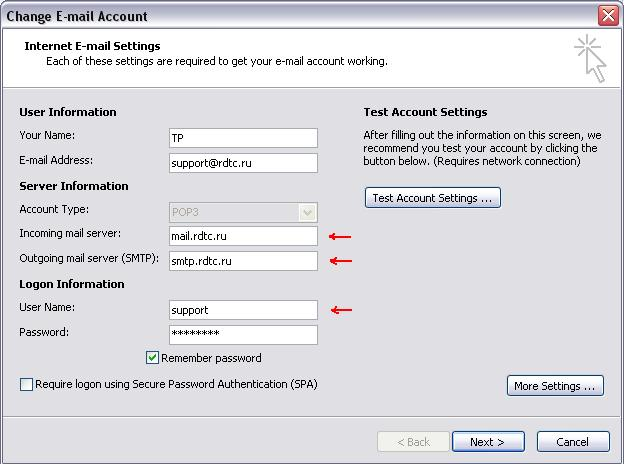 Change E-mail Account
Internet E-mail Settings
Each of these settings are required to get your e-mail account working.
User Information
Your Name: TP
E-mail Address: support@rdtc.ru
Server Information
Account Type: POP3
Incoming mail server: mail.rdtc.ru
Outgoing mail server (SMTP): smtp.rdtc.ru
Logon Information
User Name: support
Password: ********
Remember password
Require logon using Secure Password Authentication (SPA)
Test Account Settings
After filling out the information on this screen, we
recommend you test your account by clicking the
button below. (Requires network connection)
Test Account Settings ...
More Settings ...
< Back
Next >
Cancel